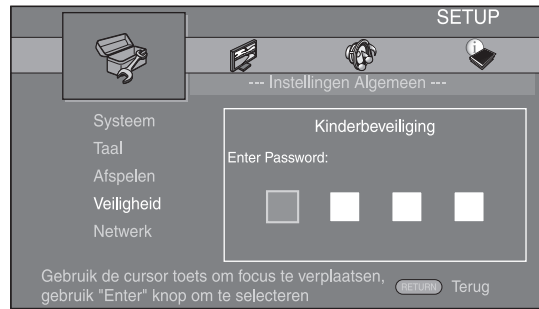 SETUP
--- Instellingen Algemeen ---
Systeem
Taal
Afspelen
Veiligheid
Netwerk
Kinderbeveiliging
Enter Password:
Gebruik de cursor toets om focus te verplaatsen,
gebruik "Enter" knop om te selecteren
RETURN Terug